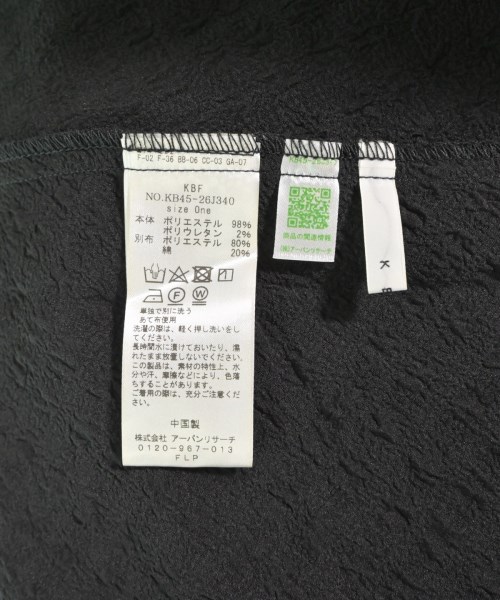 F-02 F-36 BB-06 CC-03 GA-07
KBF
NO.KB45-26J340
size One
本体 ポリエステル 98%
ポリウレタン 2%
別布 ポリエステル 80%
綿 20%
単独で別に洗う
あて布使用
洗濯の際は、軽く押し洗いをし
てください。
長時間水に漬けておいたり、濡
れたまま放置しないでください。
この製品は、素材の特性上、水
分や汗、摩擦などにより、色落
ちすることがあります。
ご着用の際は、充分ご注意くだ
さい。
中国製
株式会社 アーバンリサーチ
0120-967-013
FLP
KB45-26J
商品の関連情報
(株)アーバンリサーチ
K